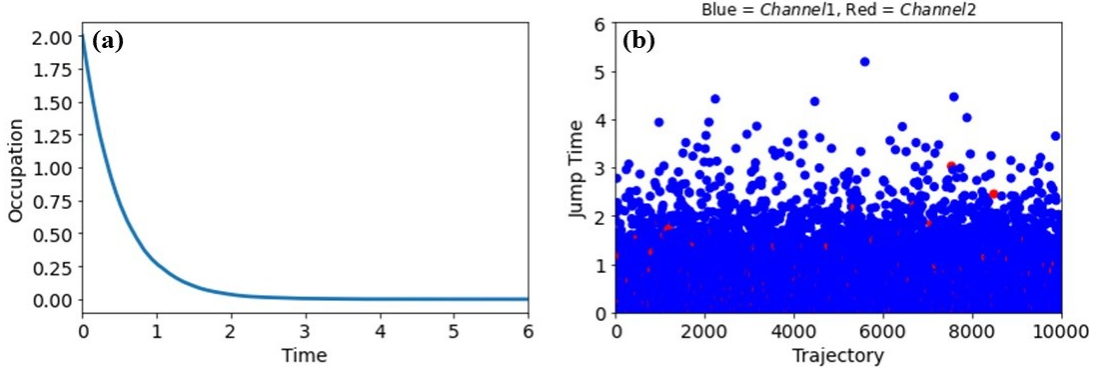 (a)
Occupation
2.00
1.75
1.50
1.25
1.00
0.75
0.50
0.25
0.00
0 1 2 3 4 5 6
Time
Blue = Channel1, Red = Channel2
(b)
Jump Time
6
5
4
3
2
1
0
0 2000 4000 6000 8000 10000
Trajectory